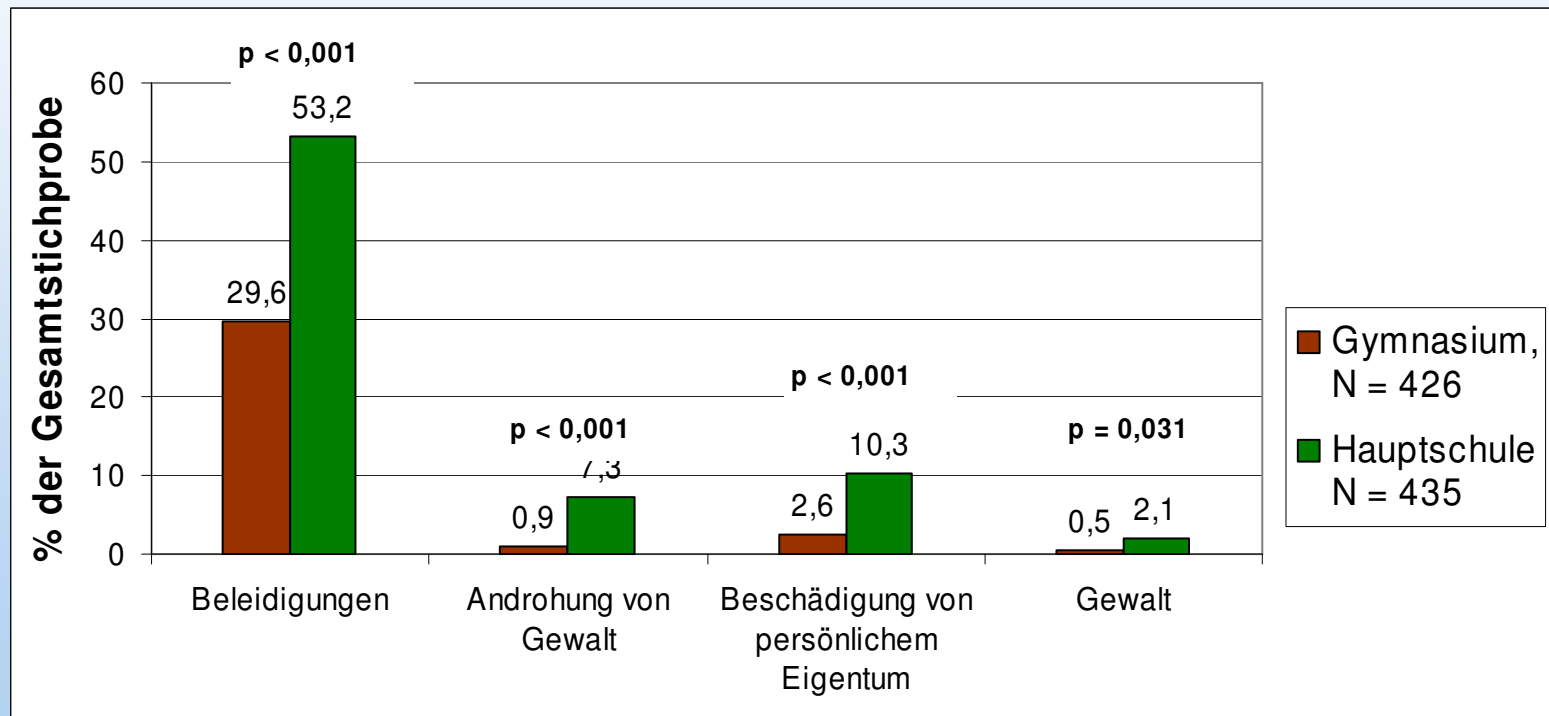 p < 0,001
60
53,2
50
40
29,6
30
p < 0,001
20
p < 0,001
p = 0,031
10,3
10
7,3
2,6
2,1
0,9
0,5
0
% der Gesamtstichprobe
Beleidigungen
Androhung von
Gewalt
Beschädigung von
persönlichem
Eigentum
Gewalt
Gymnasium,
N = 426
Hauptschule
N = 435